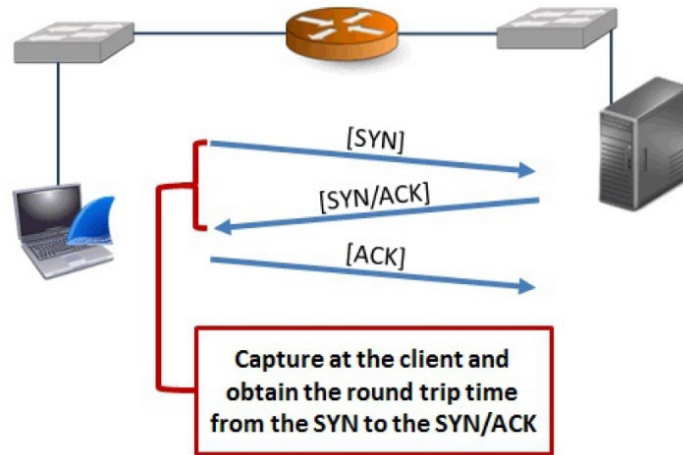 [SYN]
[SYN/ACK]
[ACK]
Capture at the client and
obtain the round trip time
from the SYN to the SYN/ACK